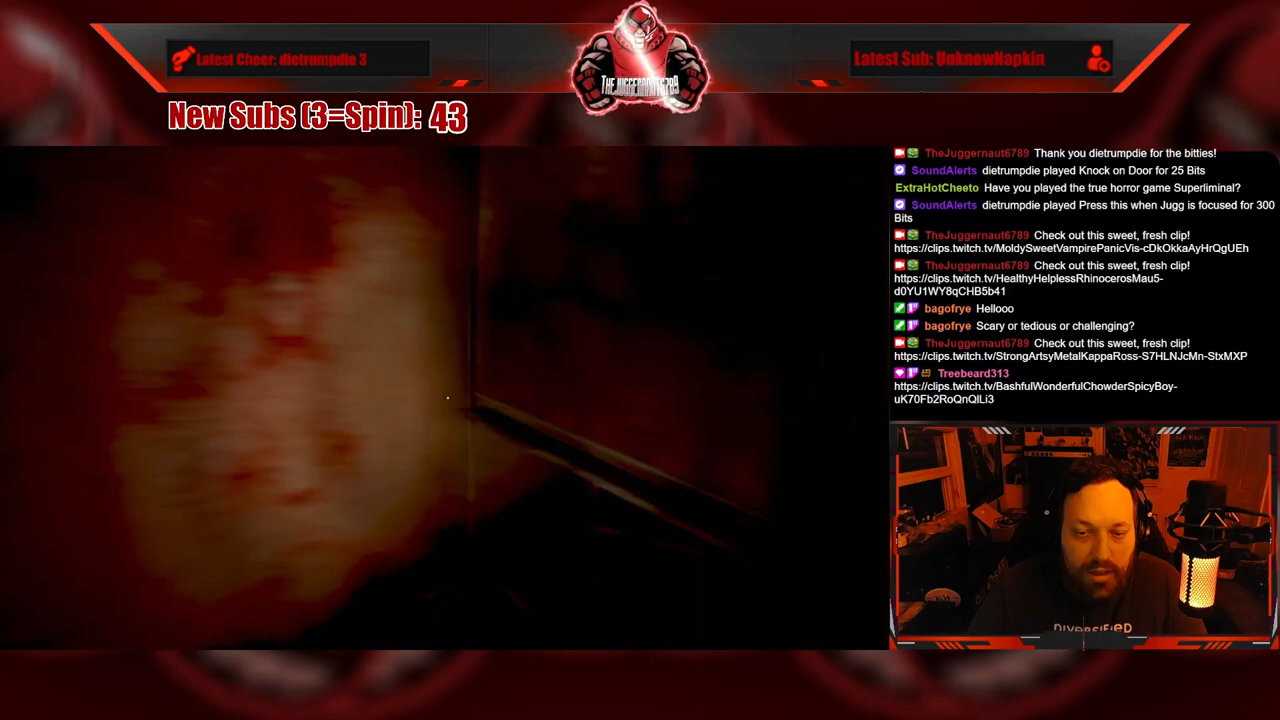 Latest Cheer: dietrumpdie 3
THEJUGGERNAUT6789
Latest Sub: UnknowNapkin
New Subs (3=Spin): 43
TheJuggernaut6789 Thank you dietrumpdie for the bitties!
SoundAlerts dietrumpdie played Knock on Door for 25 Bits
ExtraHotCheeto Have you played the true horror game Superliminal?
SoundAlerts dietrumpdie played Press this when Jugg is focused for 300
Bits
TheJuggernaut6789 Check out this sweet, fresh clip!
https://clips.twitch.tv/MoldySweetVampirePanicVis-cDkOkkaAyHrQgUEh
TheJuggernaut6789 Check out this sweet, fresh clip!
https://clips.twitch.tv/HealthyHelplessRhinocerosMau5-
d0YU1WY8qCHB5b41
bagofrye Hellooo
bagofrye Scary or tedious or challenging?
TheJuggernaut6789 Check out this sweet, fresh clip!
https://clips.twitch.tv/StrongArtsyMetalKappaRoss-S7HLNJcMn-StxMXP
Treebeard313
https://clips.twitch.tv/BashfulWonderfulChowderSpicyBoy-
uK70Fb2RoQnQlLi3
DIVERSIFIED